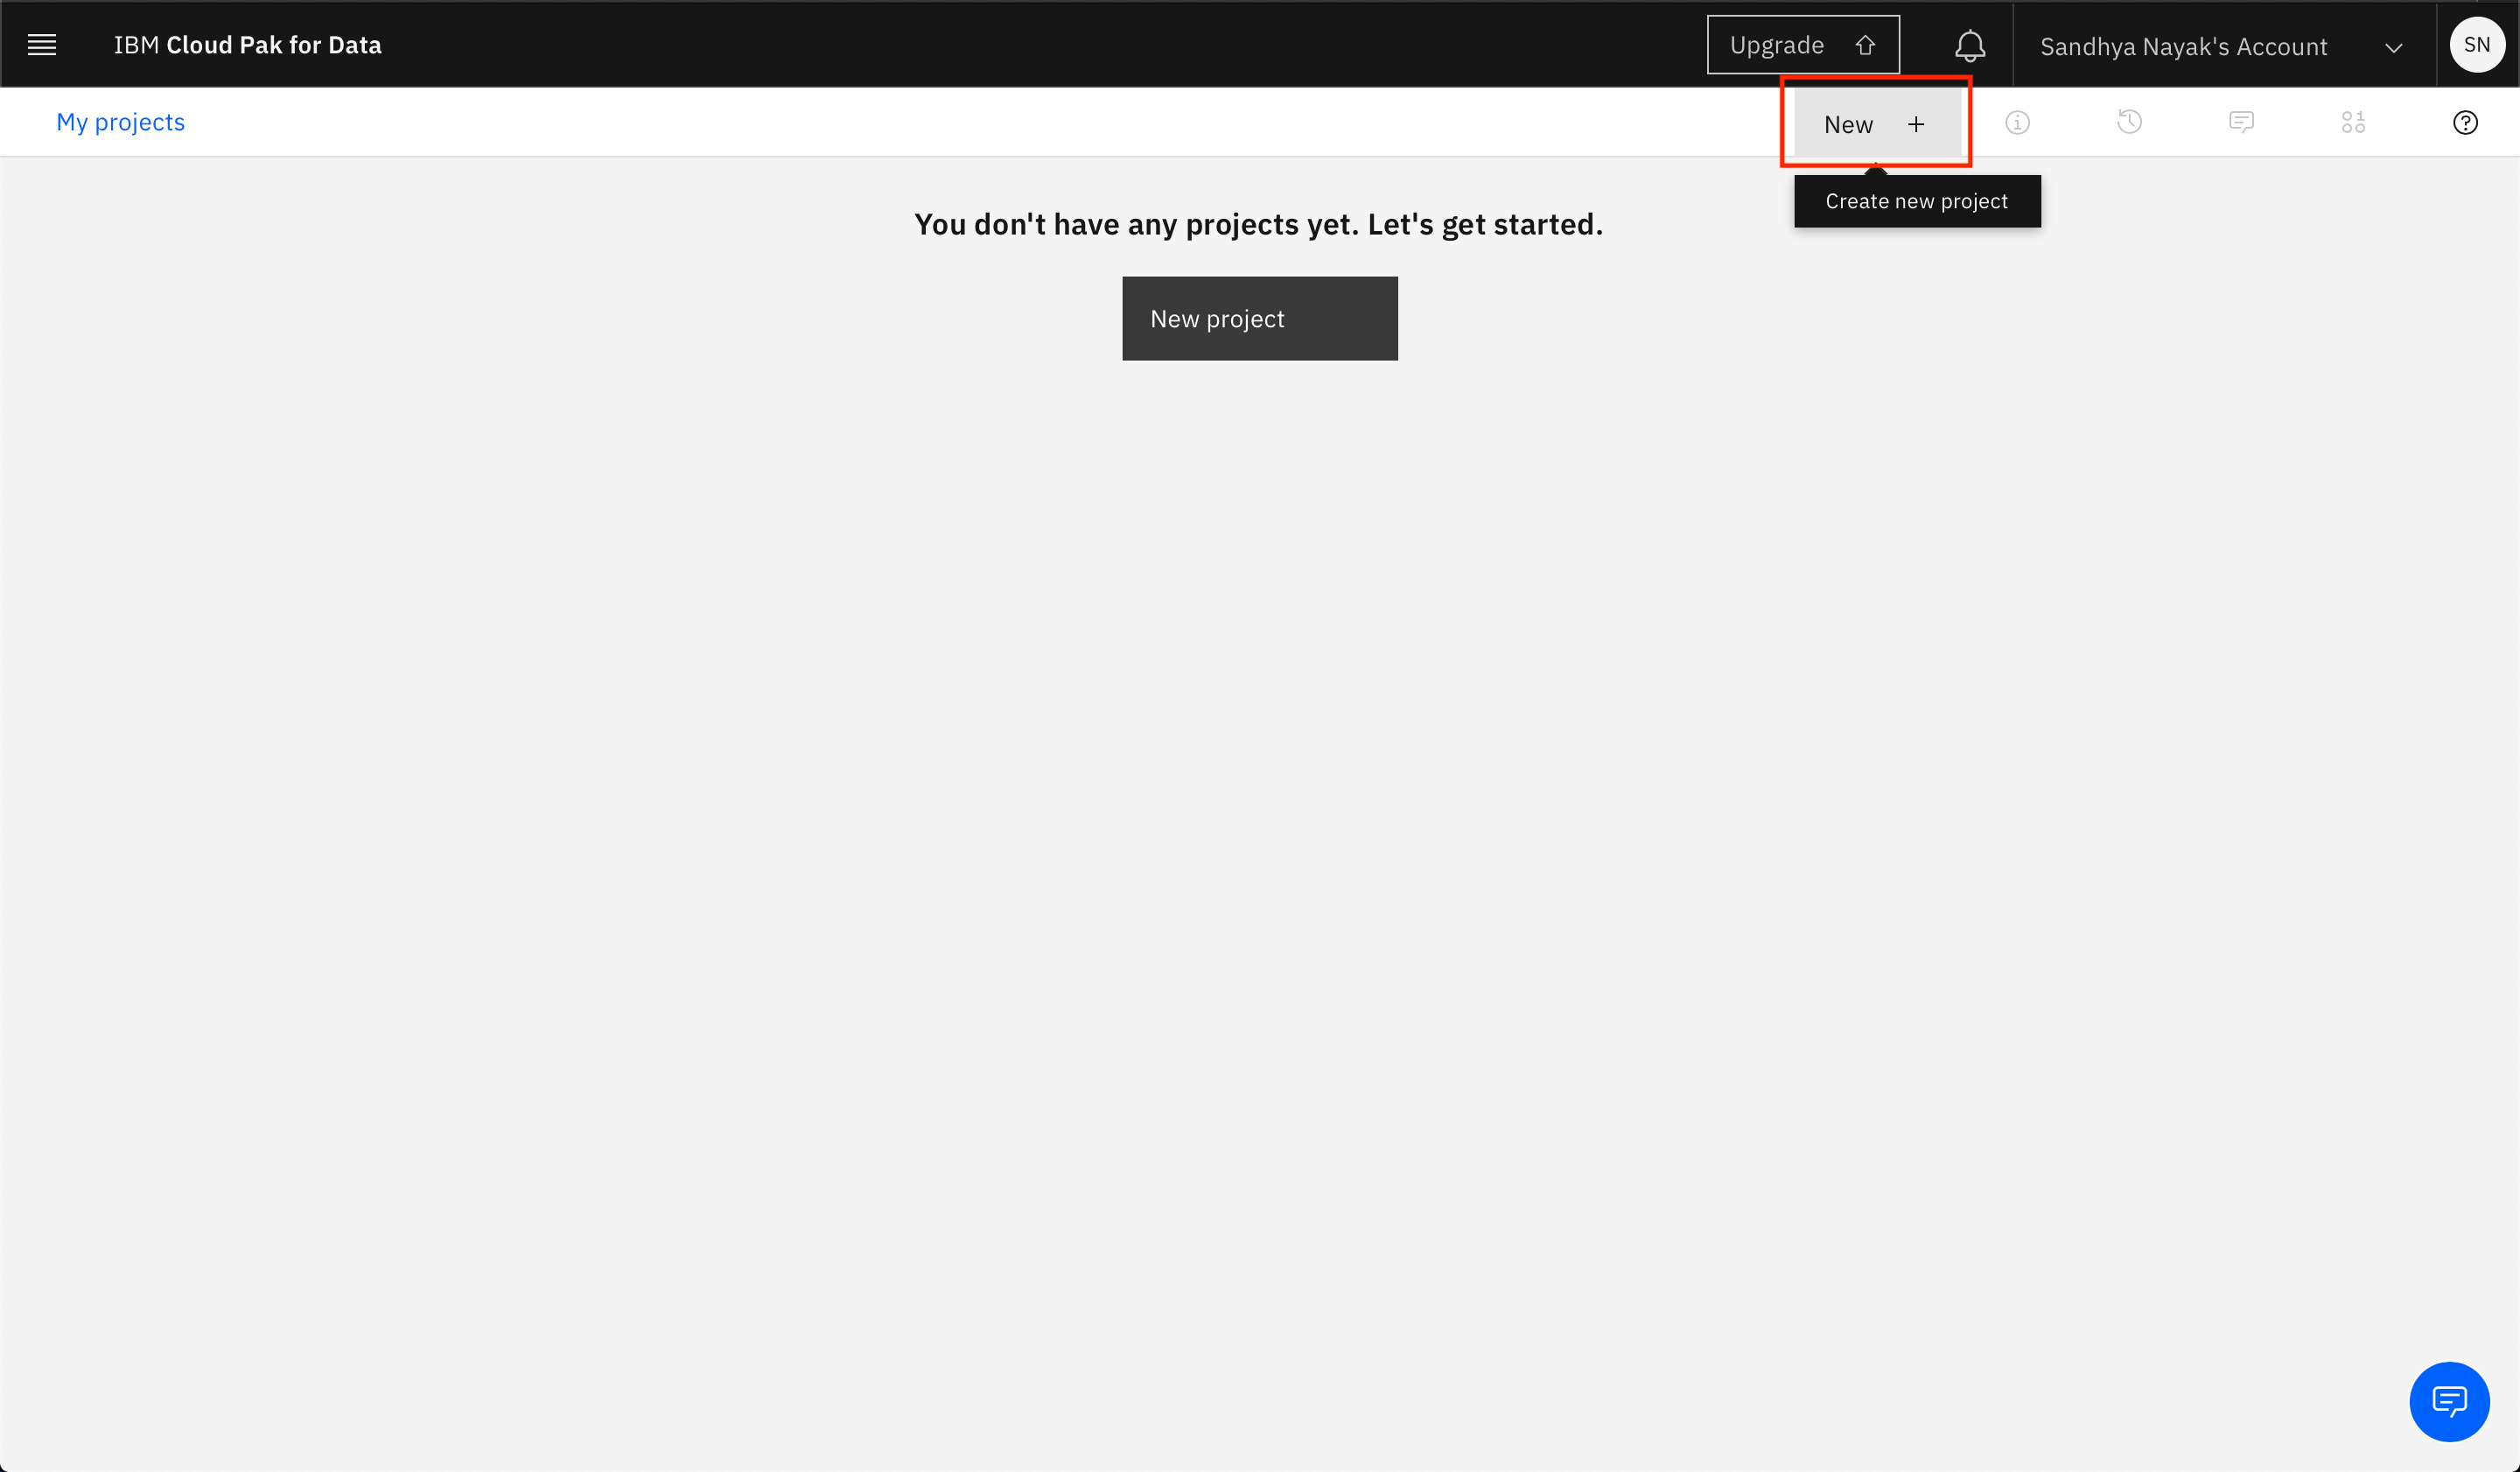 IBM Cloud Pak for Data
Upgrade
Sandhya Nayak's Account
SN
My projects
New +
Create new project
You don't have any projects yet. Let's get started.
New project